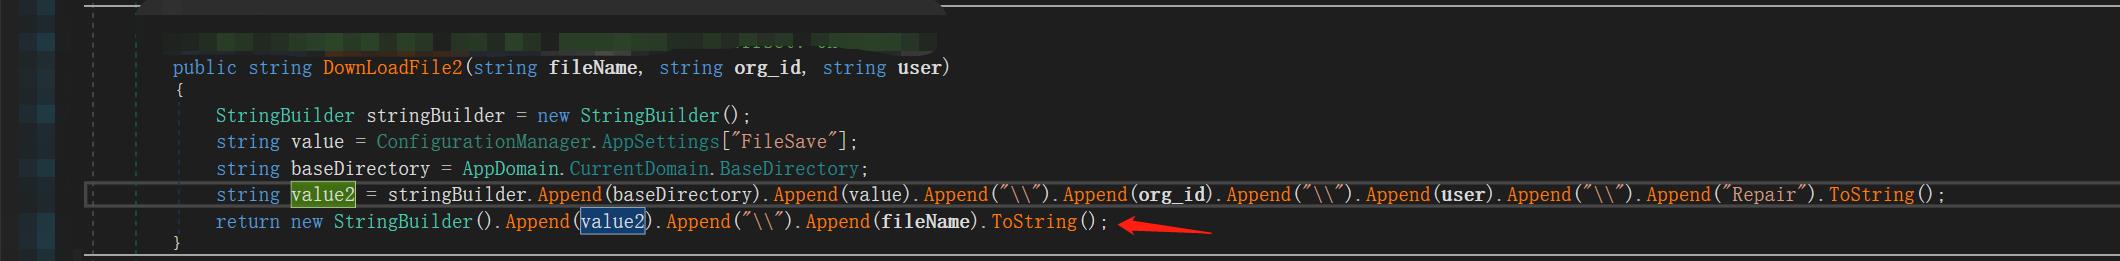 public string DownLoadFile2(string fileName, string org_id, string user)
{
StringBuilder stringBuilder = new StringBuilder();
string value = ConfigurationManager.AppSettings["FileSave"];
string baseDirectory = AppDomain.CurrentDomain.BaseDirectory;
string value2 = stringBuilder.Append(baseDirectory).Append(value).Append("\\").Append(org_id).Append("\\").Append(user).Append("\\").Append("Repair").ToString();
return new StringBuilder().Append(value2).Append("\\").Append(fileName).ToString();
}